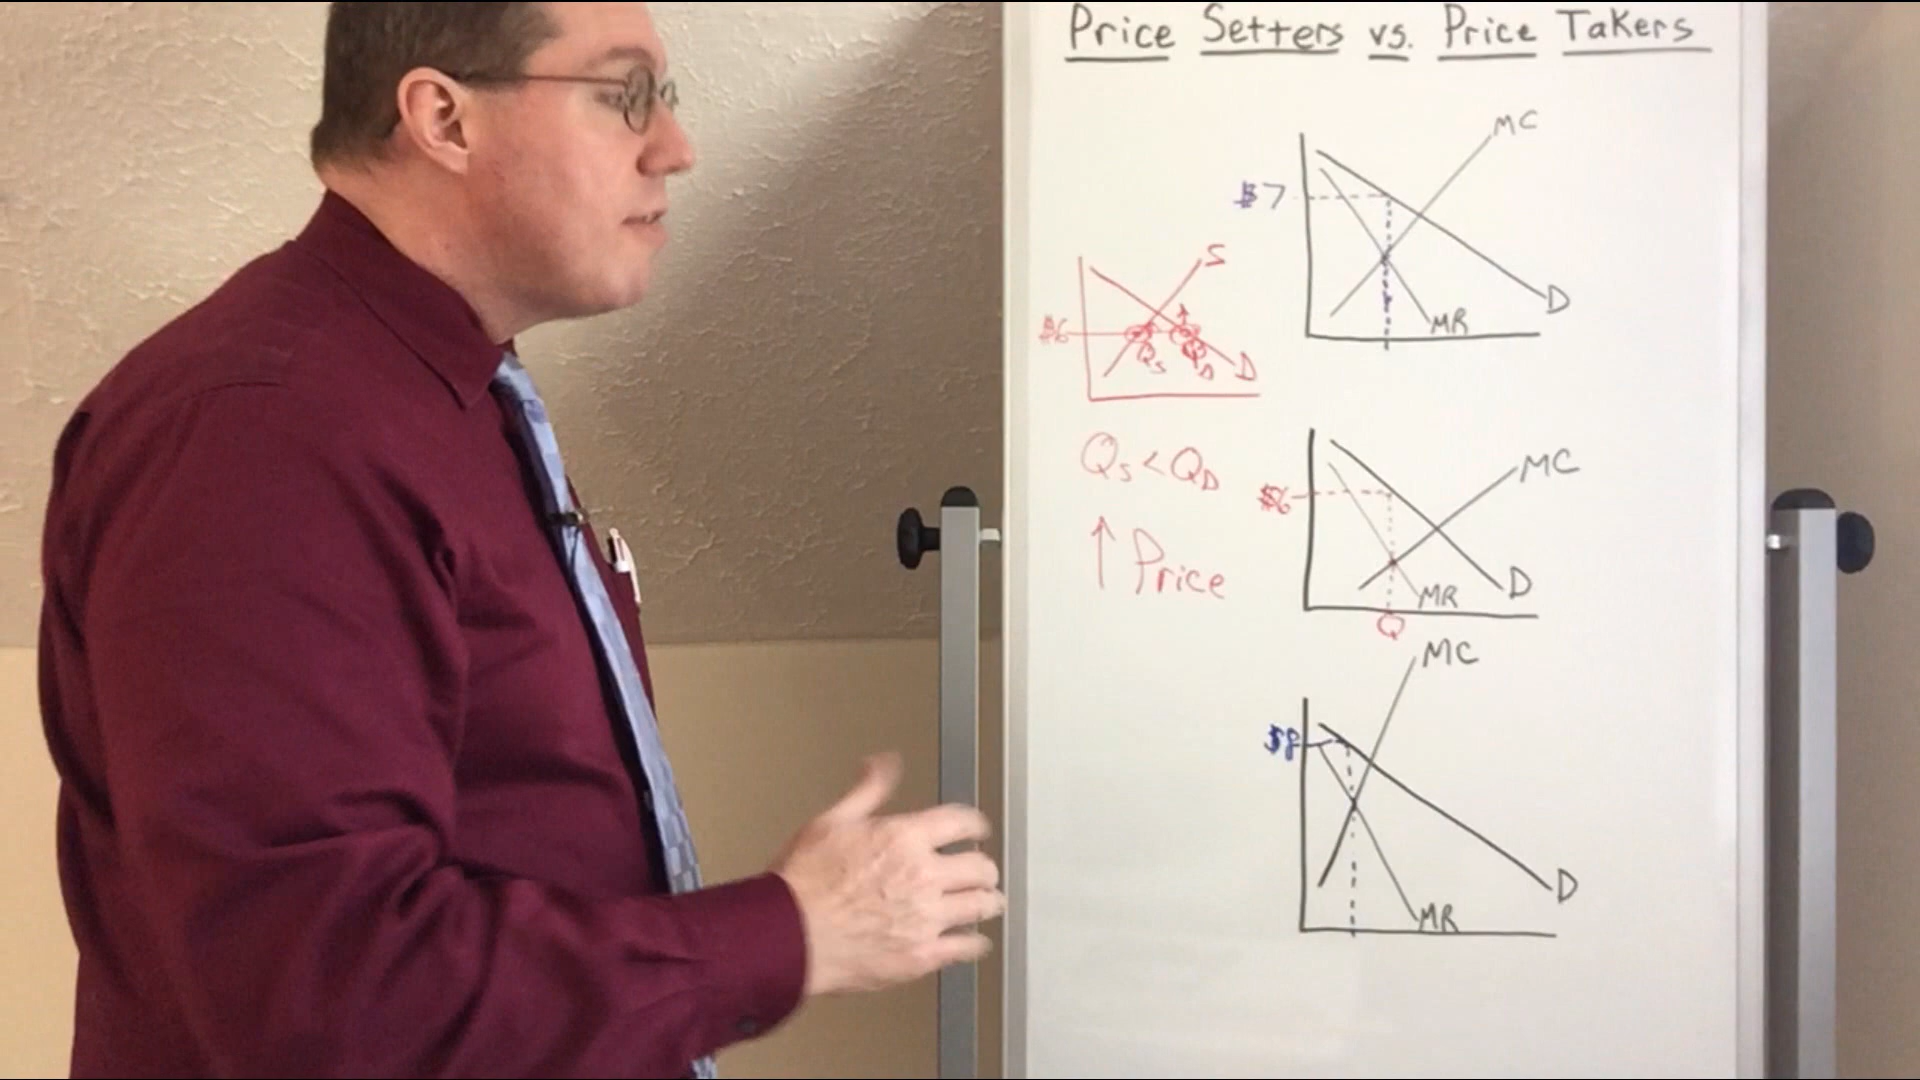 Price Setters vs. Price Takers
MC
$7
D
MR
S
$6
Qs
QD
D
Qs < QD
↑ Price
MC
$6
D
MR
Q
MC
$8
D
MR